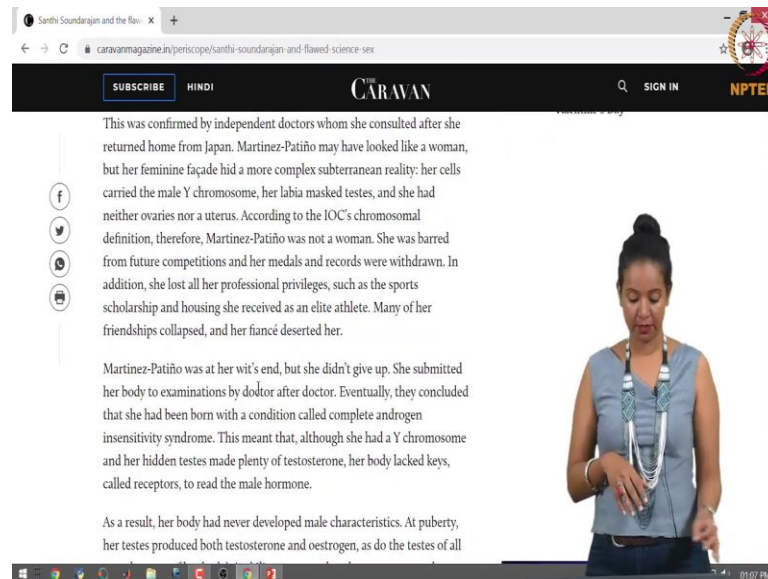 Santhi Soundarajan and the flaw
caravanmagazine.in/periscope/santhi-soundarajan-and-flawed-science-sex
SUBSCRIBE HINDI THE CARAVAN SIGN IN
NPTEL
Valentine's Day
This was confirmed by independent doctors whom she consulted after she
returned home from Japan. Martinez-Patiño may have looked like a woman,
but her feminine façade hid a more complex subterranean reality: her cells
carried the male Y chromosome, her labia masked testes, and she had
neither ovaries nor a uterus. According to the IOC's chromosomal
definition, therefore, Martinez-Patiño was not a woman. She was barred
from future competitions and her medals and records were withdrawn. In
addition, she lost all her professional privileges, such as the sports
scholarship and housing she received as an elite athlete. Many of her
friendships collapsed, and her fiancé deserted her.
Martinez-Patiño was at her wit's end, but she didn't give up. She submitted
her body to examinations by doctor after doctor. Eventually, they concluded
that she had been born with a condition called complete androgen
insensitivity syndrome. This meant that, although she had a Y chromosome
and her hidden testes made plenty of testosterone, her body lacked keys,
called receptors, to read the male hormone.
As a result, her body had never developed male characteristics. At puberty,
her testes produced both testosterone and oestrogen, as do the testes of all
01:07 PM